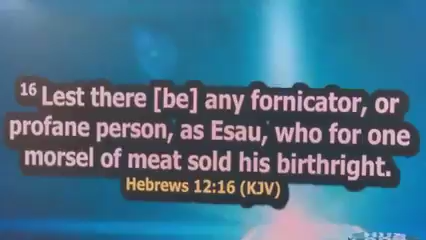 16 Lest there [be] any fornicator, or
profane person, as Esau, who for one
morsel of meat sold his birthright.
Hebrews 12:16 (KJV)